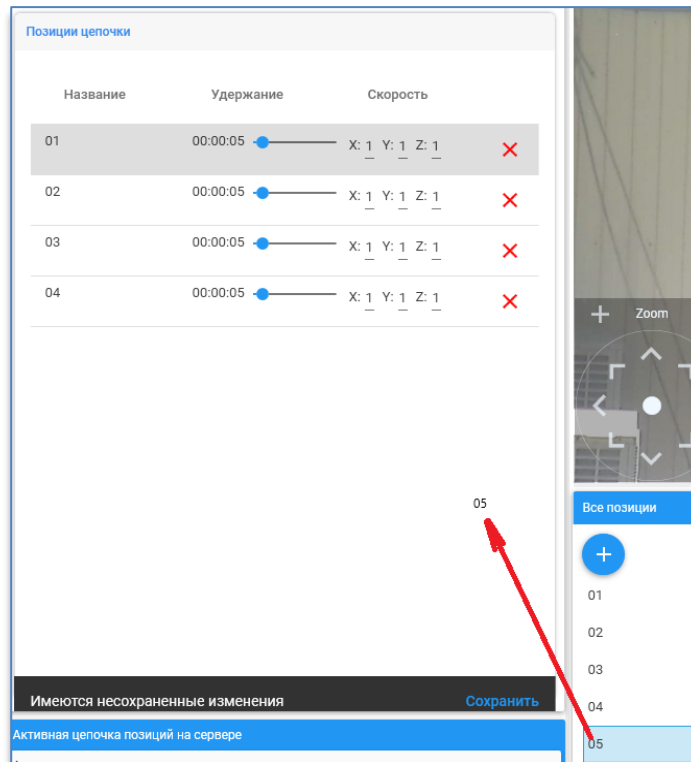 Позиции цепочки
Название Удержание Скорость
01 00:00:05 X: 1 Y: 1 Z: 1
02 00:00:05 X: 1 Y: 1 Z: 1
03 00:00:05 X: 1 Y: 1 Z: 1
04 00:00:05 X: 1 Y: 1 Z: 1
05
Имеются несохраненные изменения Сохранить
Активная цепочка позиций на сервере
Zoom
Все позиции
01
02
03
04
05